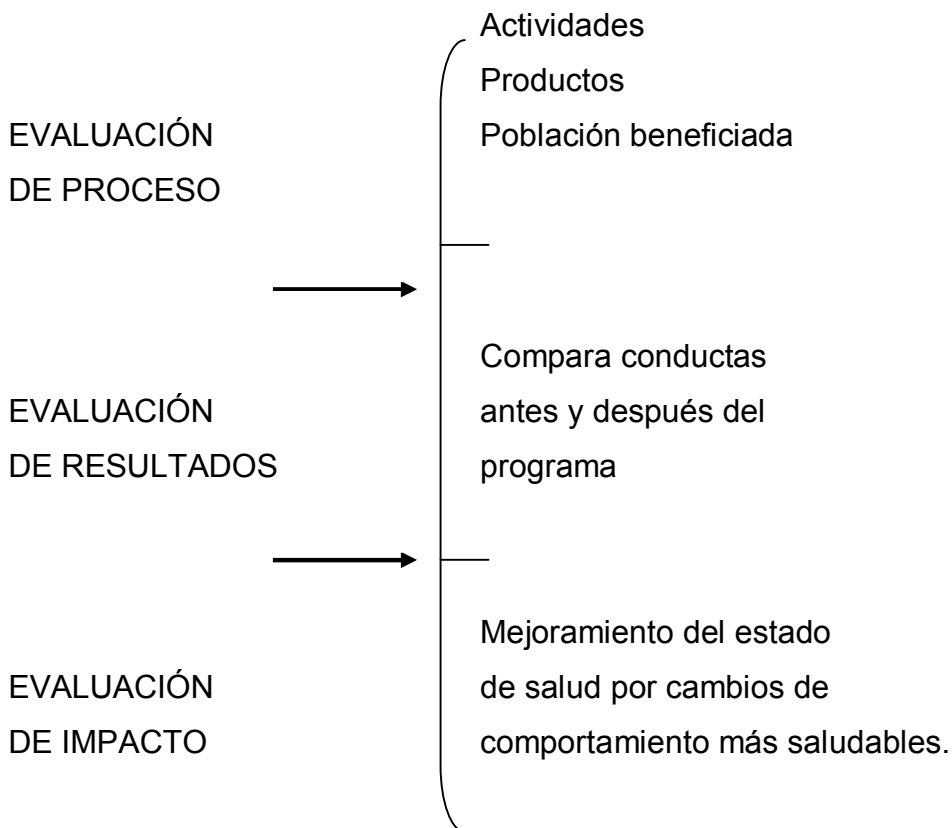 Actividades
Productos
EVALUACIÓN
DE PROCESO
Población beneficiada
EVALUACIÓN
DE RESULTADOS
Compara conductas
antes y después del
programa
EVALUACIÓN
DE IMPACTO
Mejoramiento del estado
de salud por cambios de
comportamiento más saludables.